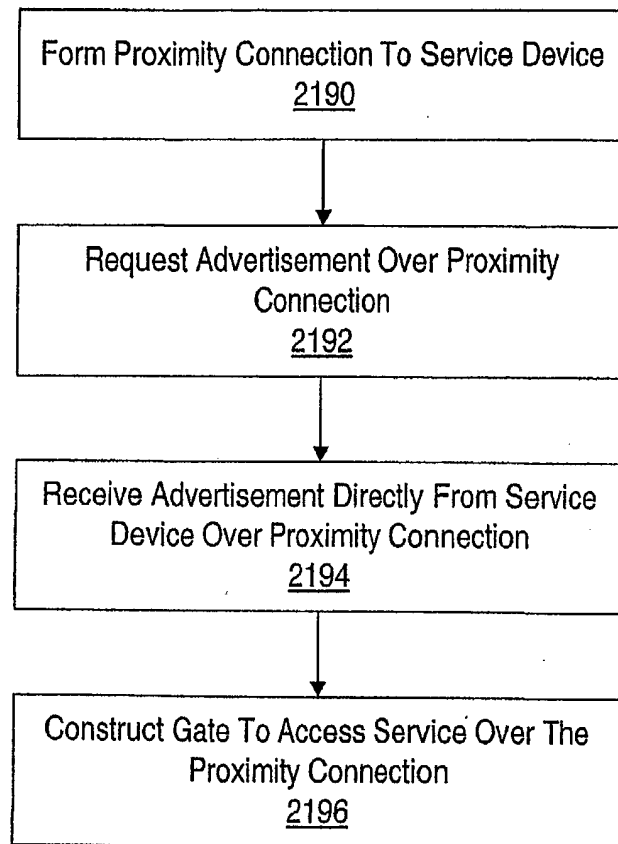 Form Proximity Connection To Service Device
2190
Request Advertisement Over Proximity
Connection
2192
Receive Advertisement Directly From Service
Device Over Proximity Connection
2194
Construct Gate To Access Service Over The
Proximity Connection
2196